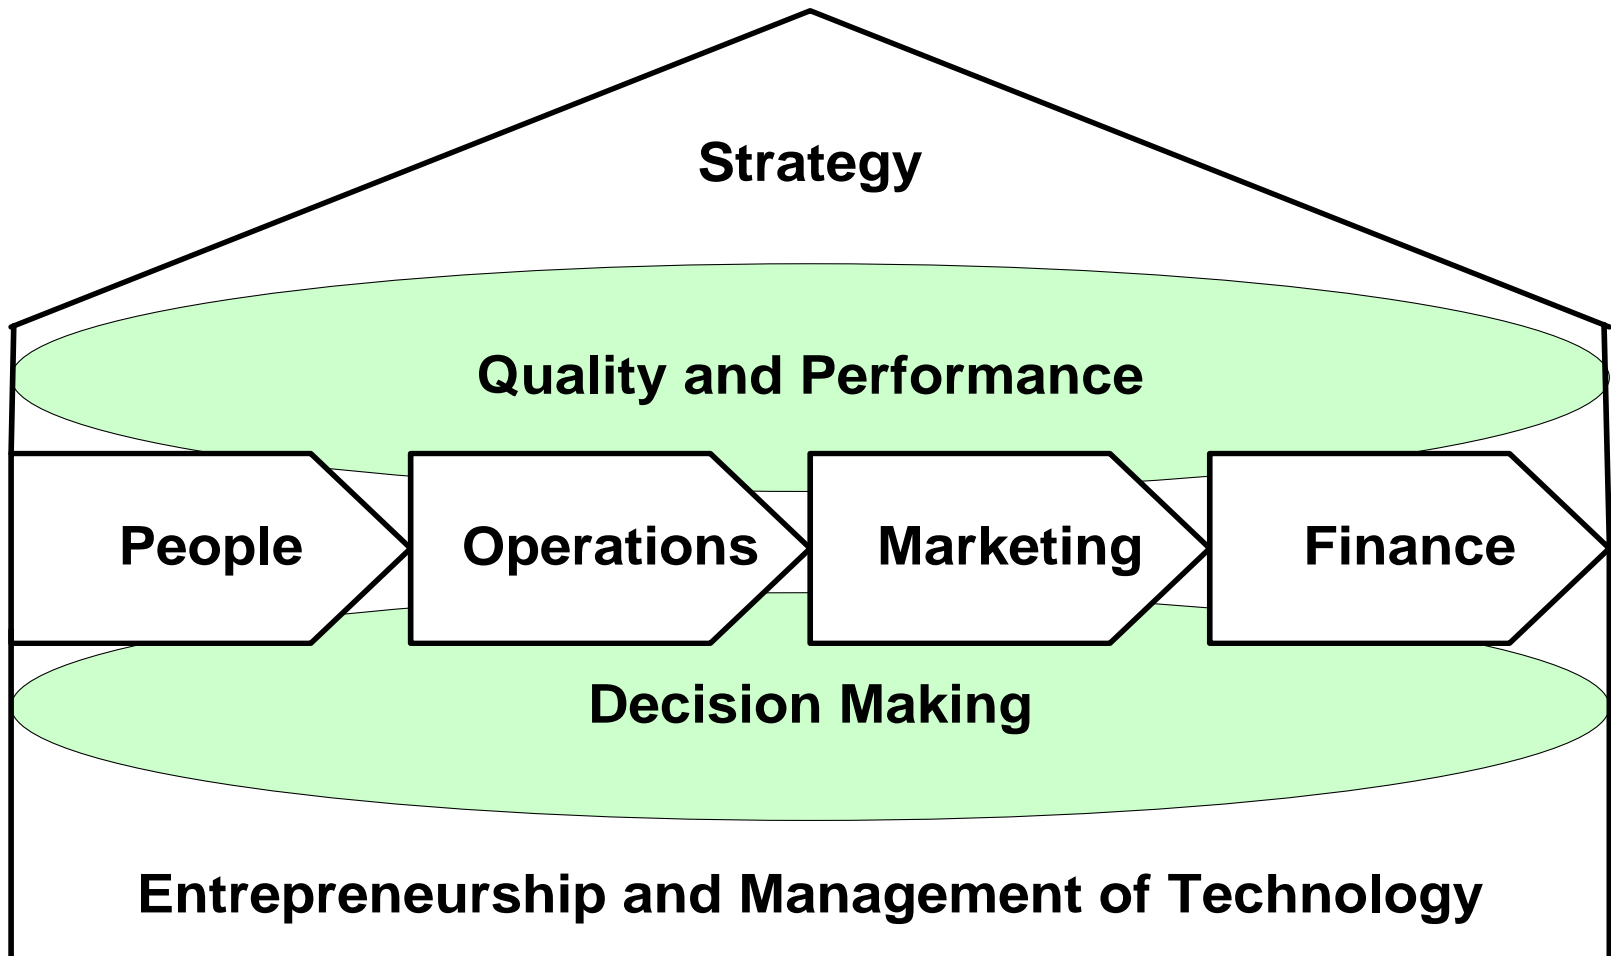 Strategy
Quality and Performance
People
Operations
Marketing
Finance
Decision Making
Entrepreneurship and Management of Technology